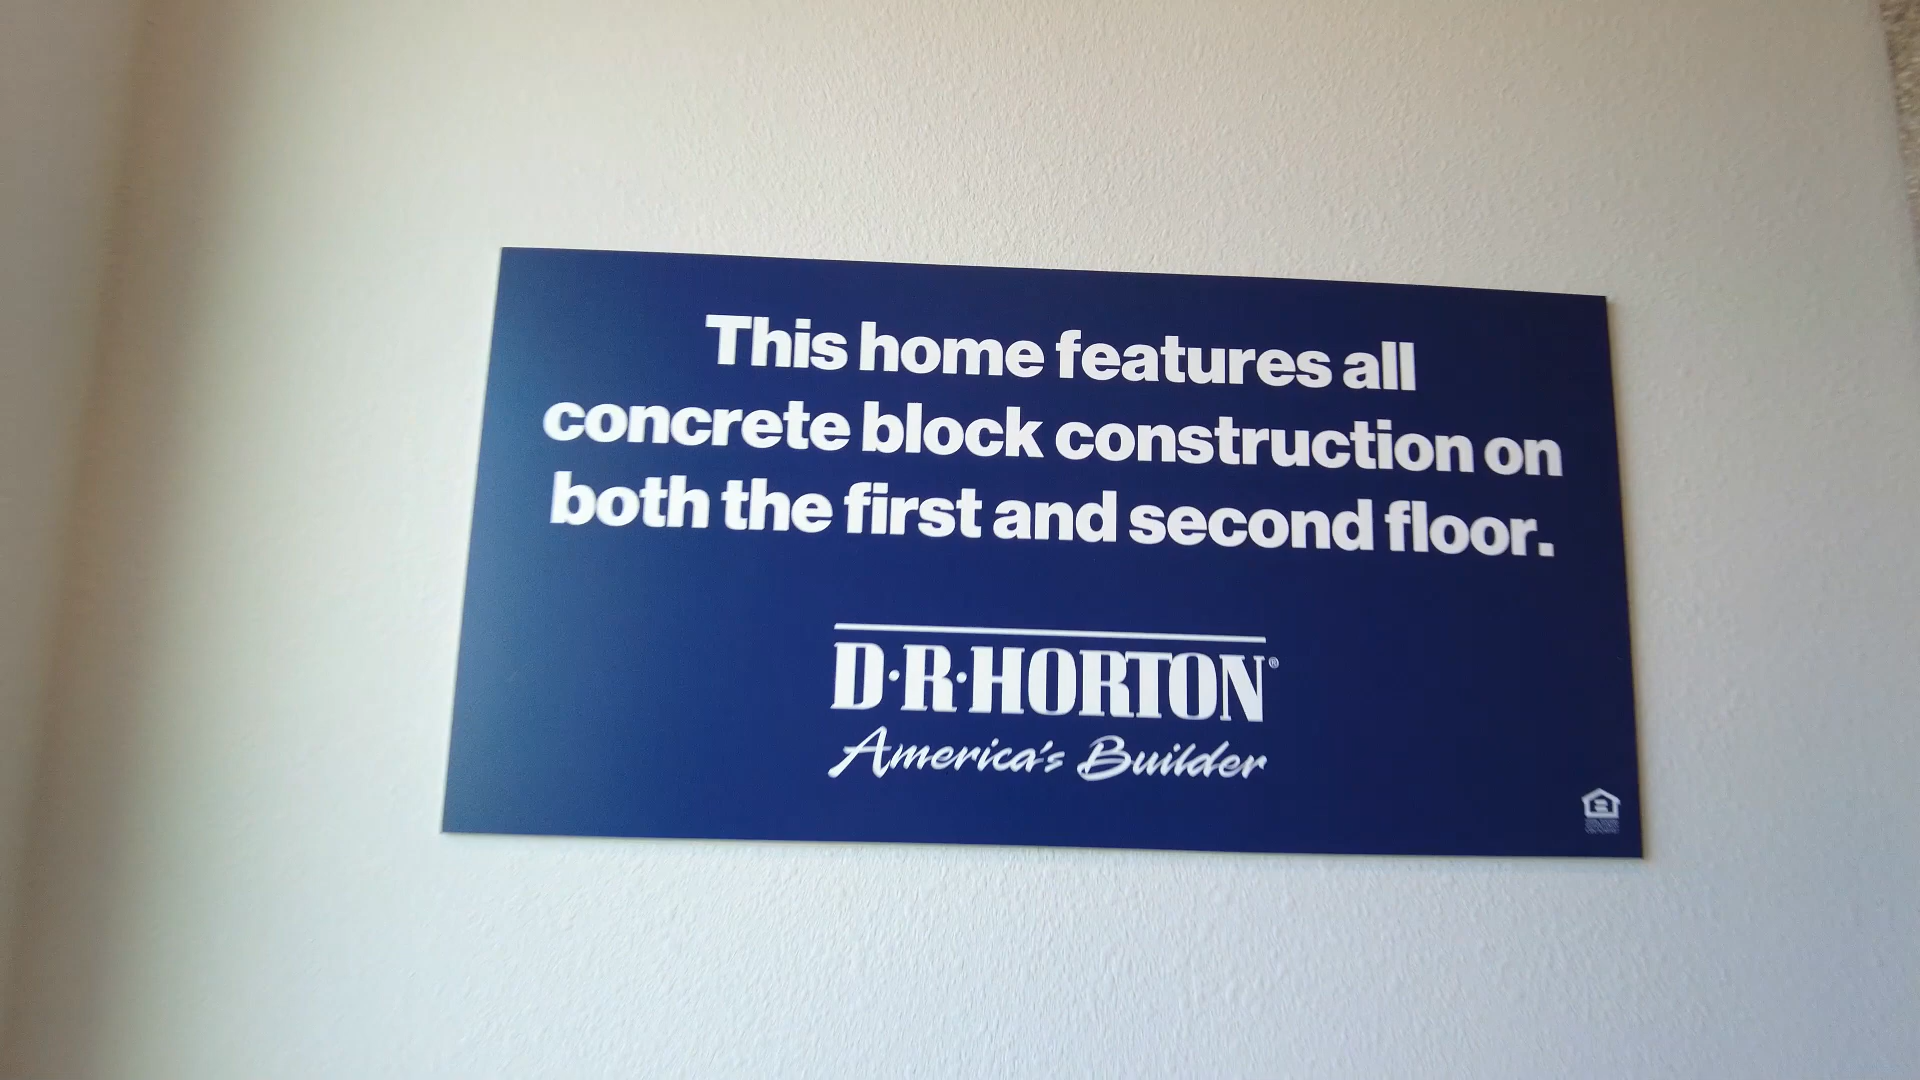 This home features all
concrete block construction on
both the first and second floor.
D·R·HORTON®
America's Builder